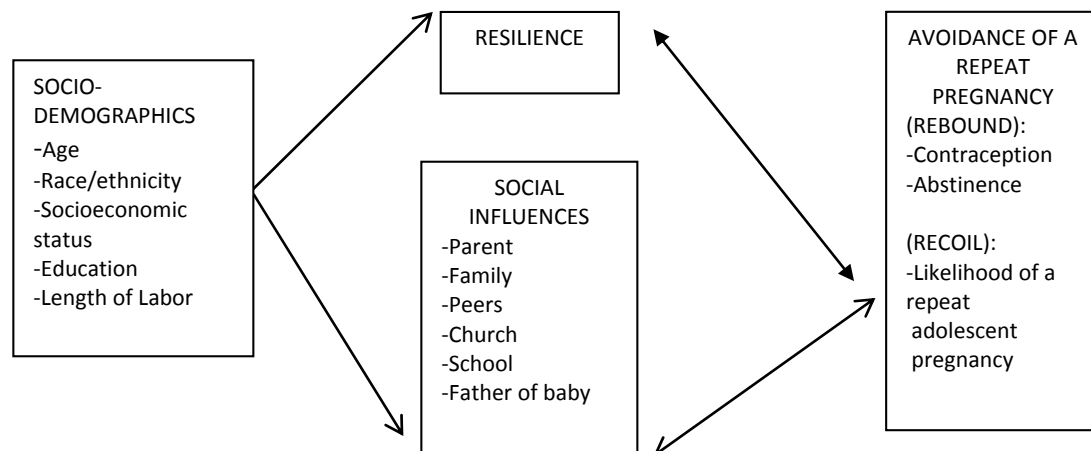 SOCIO-
DEMOGRAPHICS
-Age
-Race/ethnicity
-Socioeconomic
status
-Education
-Length of Labor
RESILIENCE
SOCIAL
INFLUENCES
-Parent
-Family
-Peers
-Church
-School
-Father of baby
AVOIDANCE OF A
REPEAT
PREGNANCY
(REBOUND):
-Contraception
-Abstinence
(RECOIL):
-Likelihood of a
repeat
adolescent
pregnancy